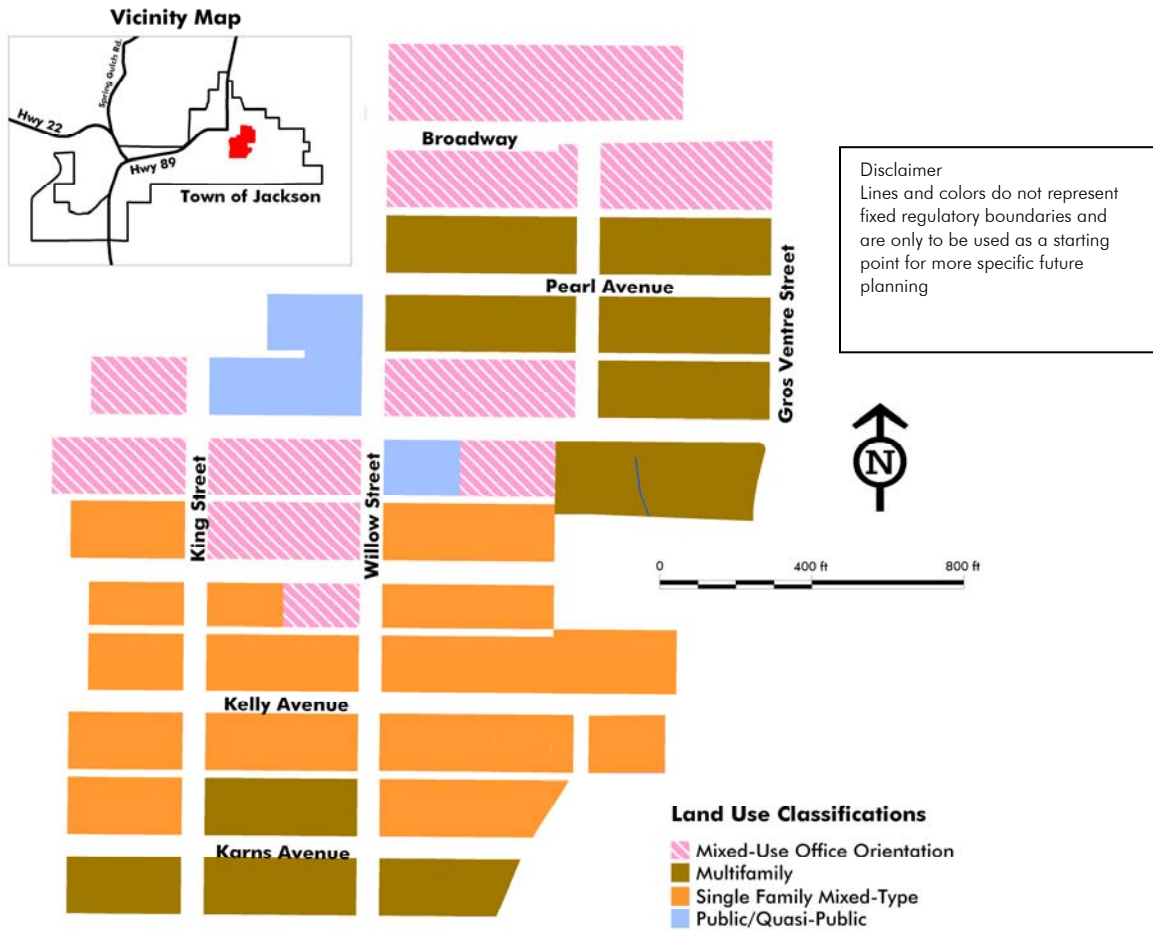 Vicinity Map
Spring Gulch Rd.
Hwy 22
Hwy 89
Town of Jackson
Broadway
Pearl Avenue
Gros Ventre Street
King Street
Willow Street
Kelly Avenue
Karns Avenue
Disclaimer
Lines and colors do not represent
fixed regulatory boundaries and
are only to be used as a starting
point for more specific future
planning
N
0 400 ft 800 ft
Land Use Classifications
Mixed-Use Office Orientation
Multifamily
Single Family Mixed-Type
Public/Quasi-Public